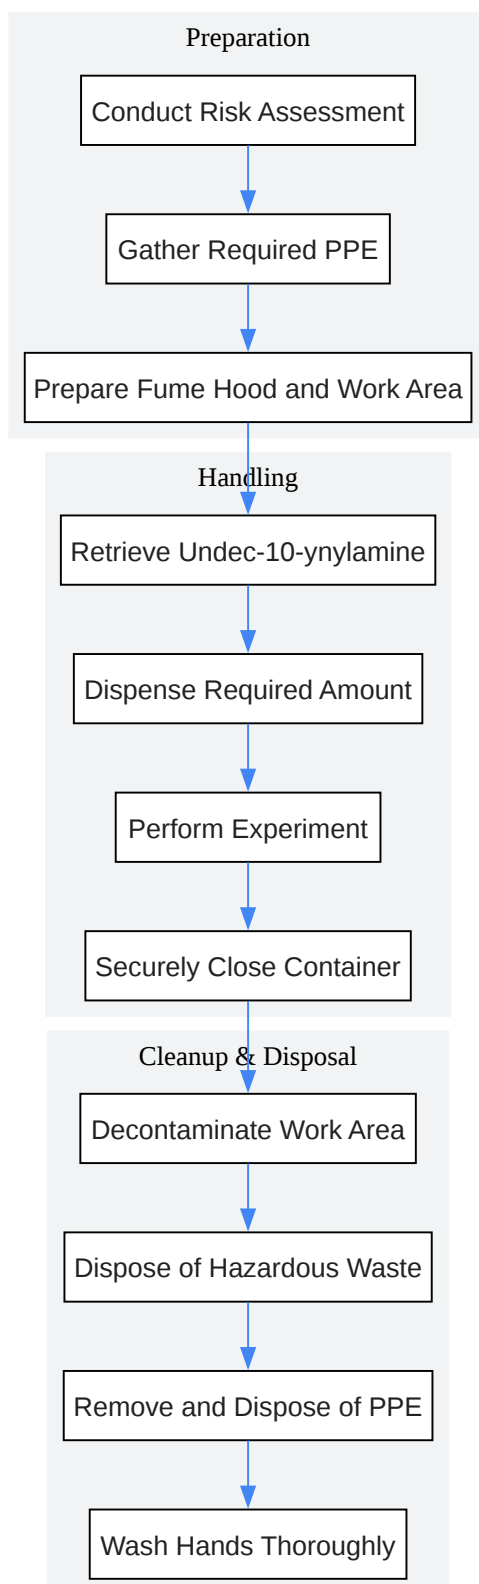 Preparation
Conduct Risk Assessment
Gather Required PPE
Prepare Fume Hood and Work Area
Handling
Retrieve Undec-10-ynylamine
Dispense Required Amount
Perform Experiment
Securely Close Container
Cleanup & Disposal
Decontaminate Work Area
Dispose of Hazardous Waste
Remove and Dispose of PPE
Wash Hands Thoroughly